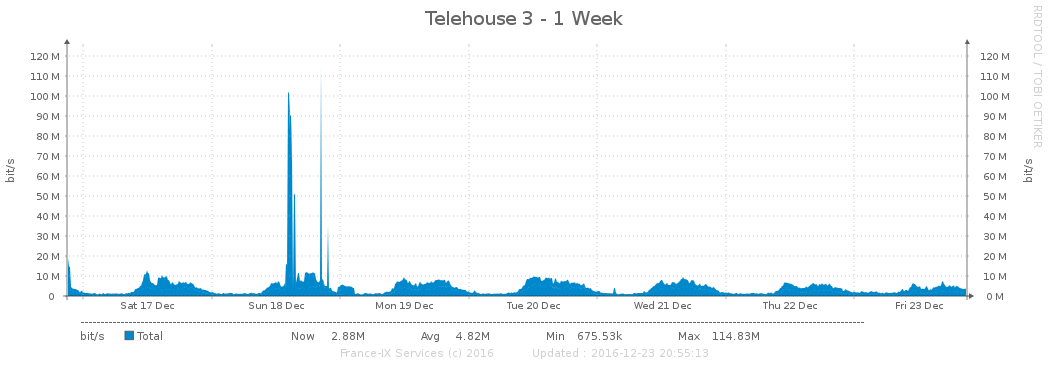 Telehouse 3 - 1 Week
RRDTOOL / TOBI OETIKER
bit/s
120 M 120 M
110 M 110 M
100 M 100 M
90 M 90 M
80 M 80 M
70 M 70 M
60 M 60 M
50 M 50 M
40 M 40 M
30 M 30 M
20 M 20 M
10 M 10 M
0 0 M
bit/s
Sat 17 Dec Sun 18 Dec Mon 19 Dec Tue 20 Dec Wed 21 Dec Thu 22 Dec Fri 23 Dec
bit/s Total Now 2.88M Avg 4.82M Min 675.53k Max 114.83M
France-IX Services (c) 2016 Updated : 2016-12-23 20:55:13